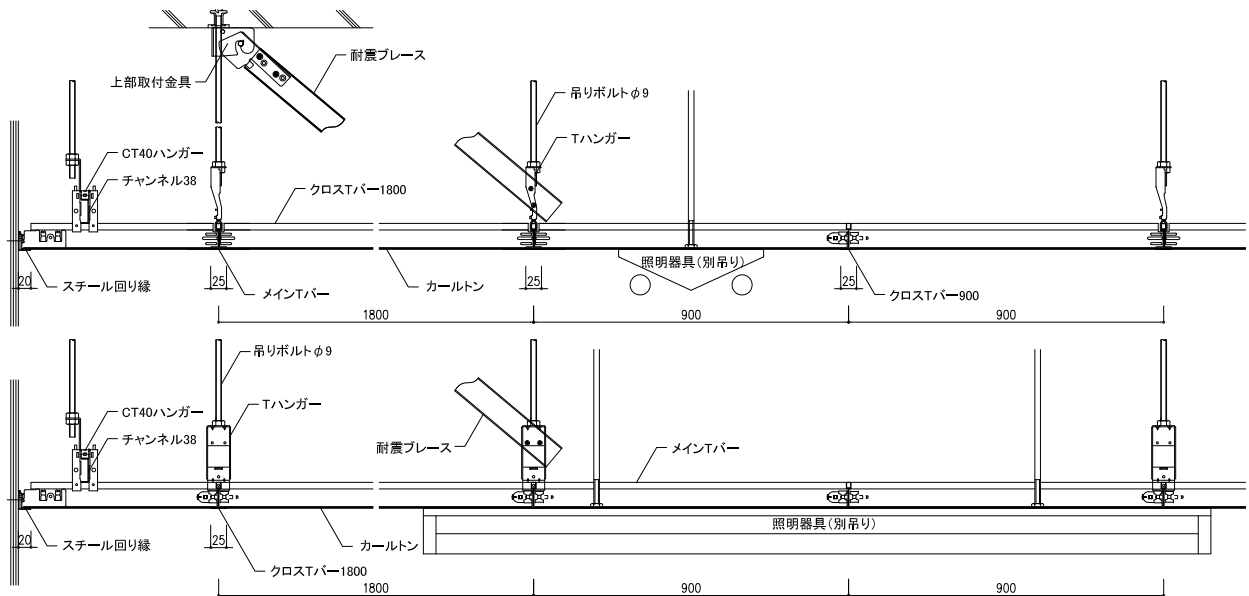 耐震ブレース
上部取付金具
吊りボルトφ9
Tハンガー
CT40ハンガー
チャンネル38
クロスTバー1800
照明器具(別吊り)
20
スチール回り縁
25
メインTバー
カールトン
25
25
クロスTバー900
1800
900
900
吊りボルトφ9
CT40ハンガー
Tハンガー
チャンネル38
耐震ブレース
メインTバー
照明器具(別吊り)
20
スチール回り縁
25
カールトン
クロスTバー1800
1800
900
900